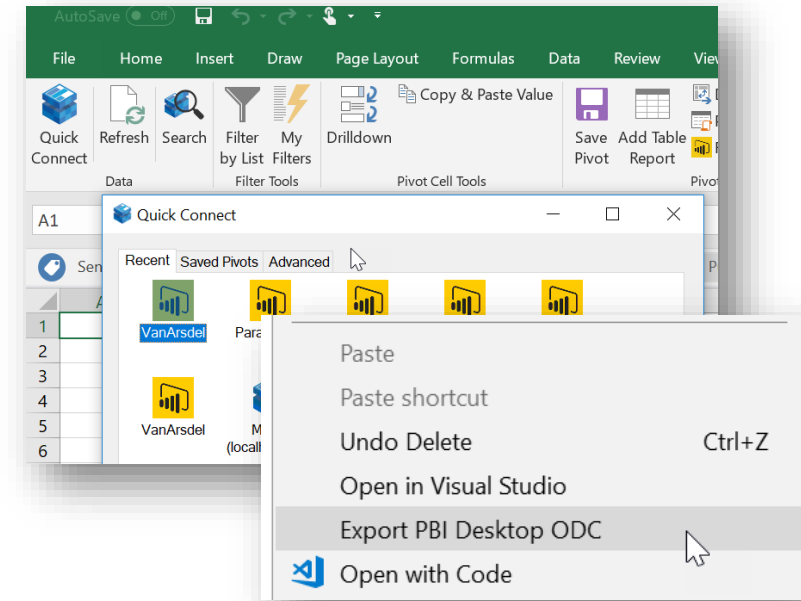 AutoSave Off
File Home Insert Draw Page Layout Formulas Data Review View
Copy & Paste Value
Quick Connect
Refresh
Search
Filter by List
My Filters
Drilldown
Save Pivot
Add Table Report
Data Filter Tools Pivot Cell Tools
A1
Quick Connect
Recent Saved Pivots Advanced
VanArsdel
VanArsdel
1
2
3
4
5
6
Paste
Paste shortcut
Undo Delete Ctrl+Z
Open in Visual Studio
Export PBI Desktop ODC
Open with Code